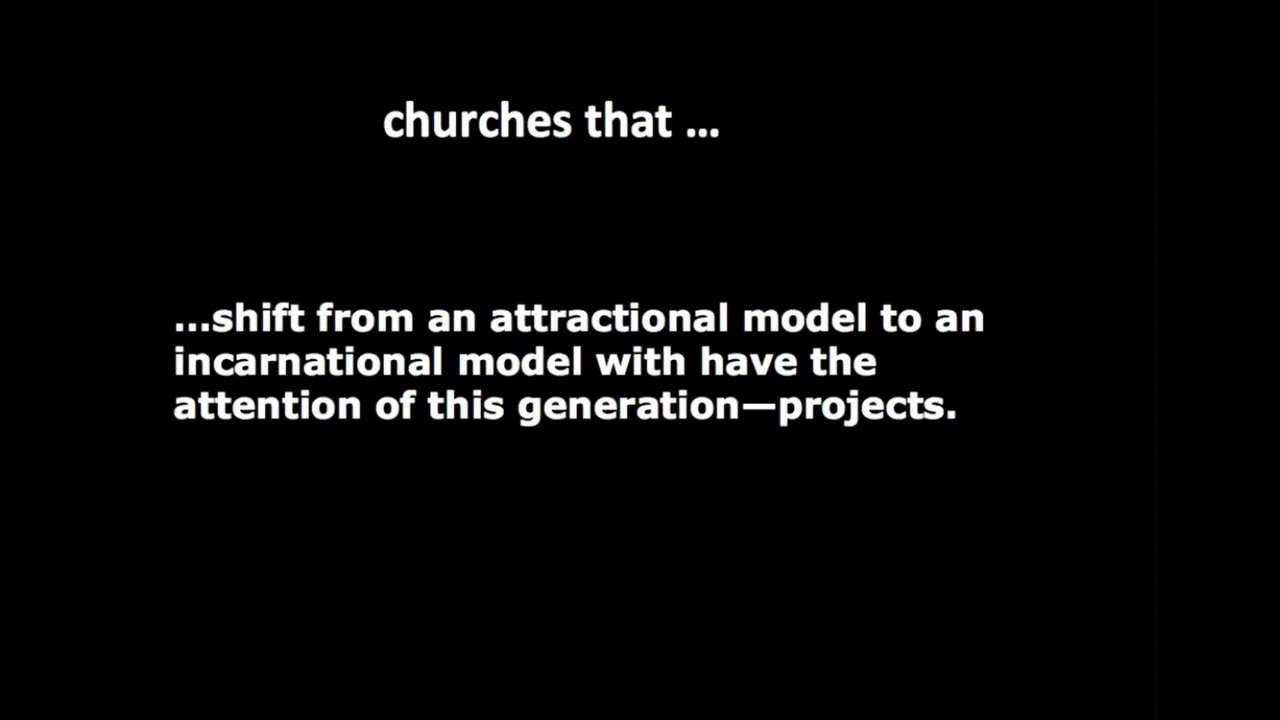 churches that …
…shift from an attractional model to an
incarnational model with have the
attention of this generation—projects.